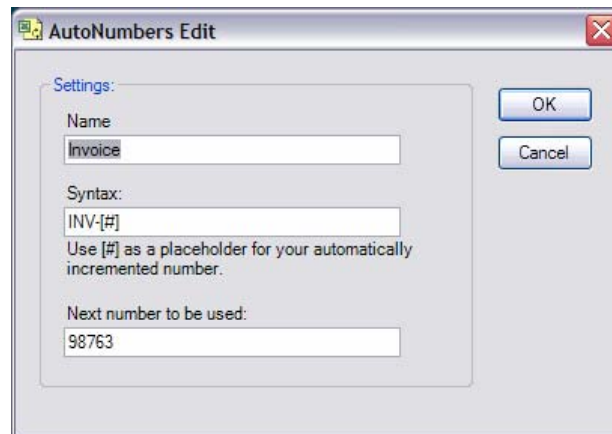 AutoNumbers Edit
Settings:
OK
Name
Invoice
Cancel
Syntax:
INV-[#]
Use [#] as a placeholder for your automatically
incremented number.
Next number to be used:
98763